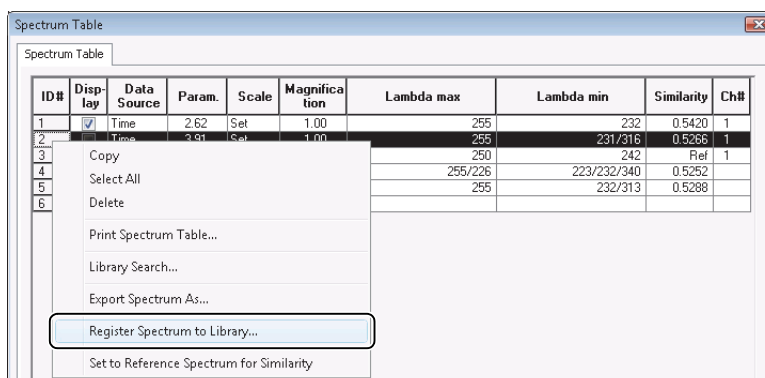 Spectrum Table
Spectrum Table
ID# Disp-lay Data Source Param. Scale Magnification Lambda max Lambda min Similarity Ch#
1 Time 2.62 Set 1.00 255 232 0.5420 1
2 Time 3.91 Set 1.00 255 231/316 0.5266 1
3 250 242 Ref 1
4 255/226 223/232/340 0.5252
5 255 232/313 0.5288
6
Copy
Select All
Delete
Print Spectrum Table...
Library Search...
Export Spectrum As...
Register Spectrum to Library...
Set to Reference Spectrum for Similarity